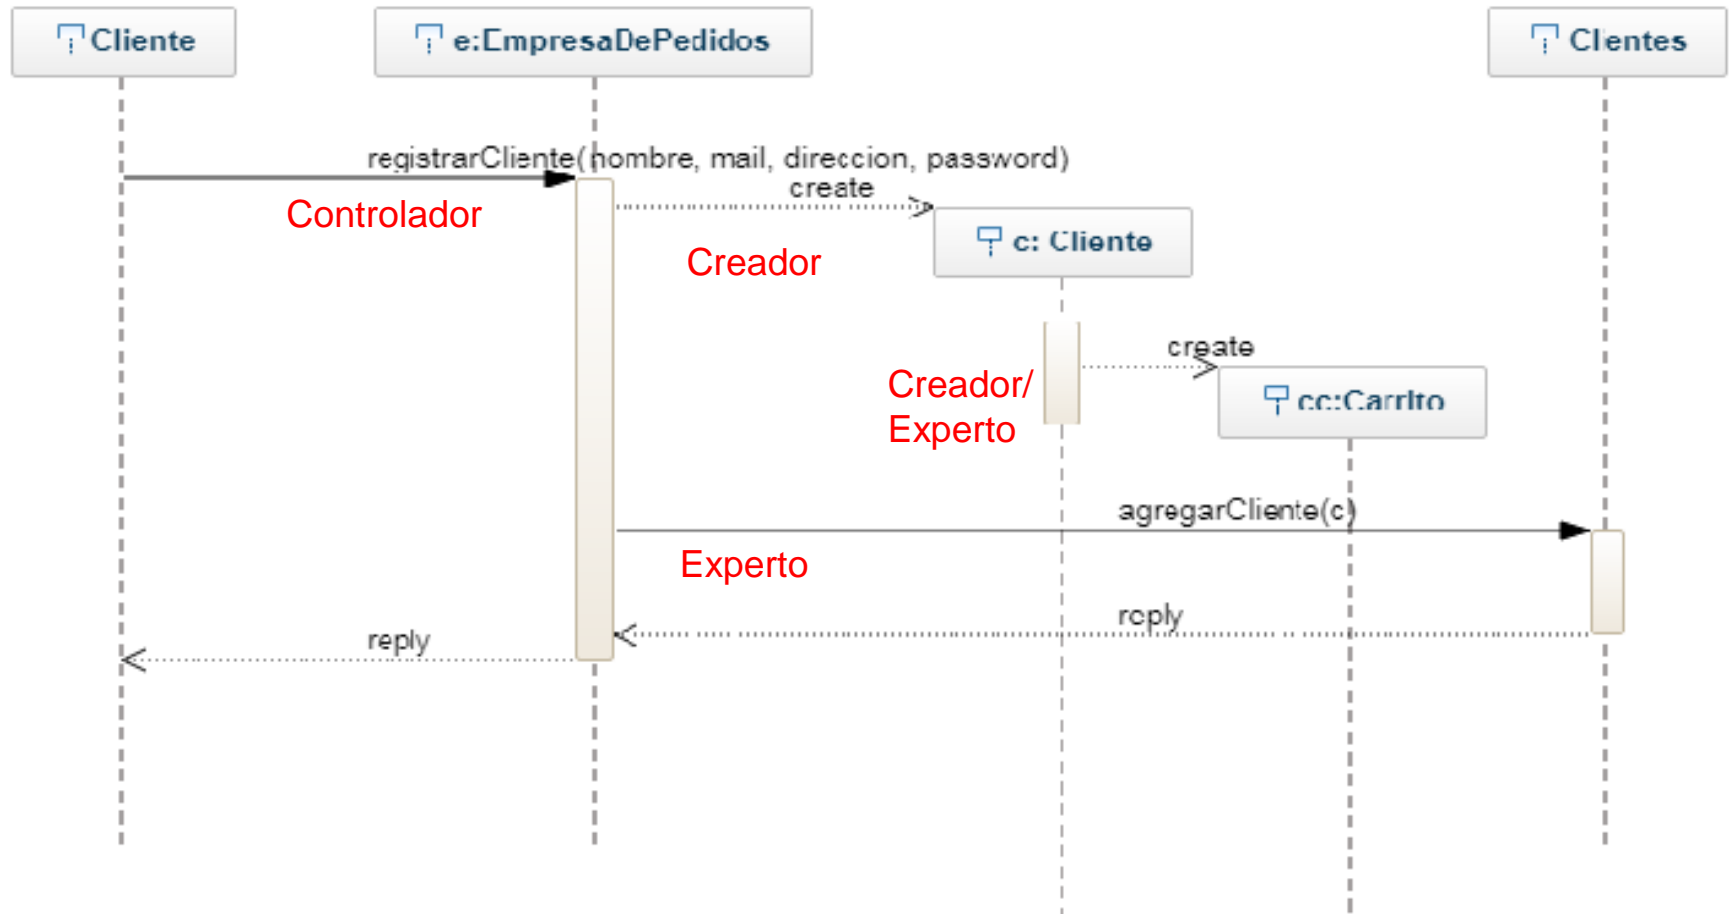 Cliente
e:EmpresaDePedidos
Clientes
registrarCliente(nombre, mail, direccion, password)
create
Controlador
c: Cliente
Creador
create
Creador/
Experto
cc:Carrito
agregarCliente(c)
Experto
reply
reply